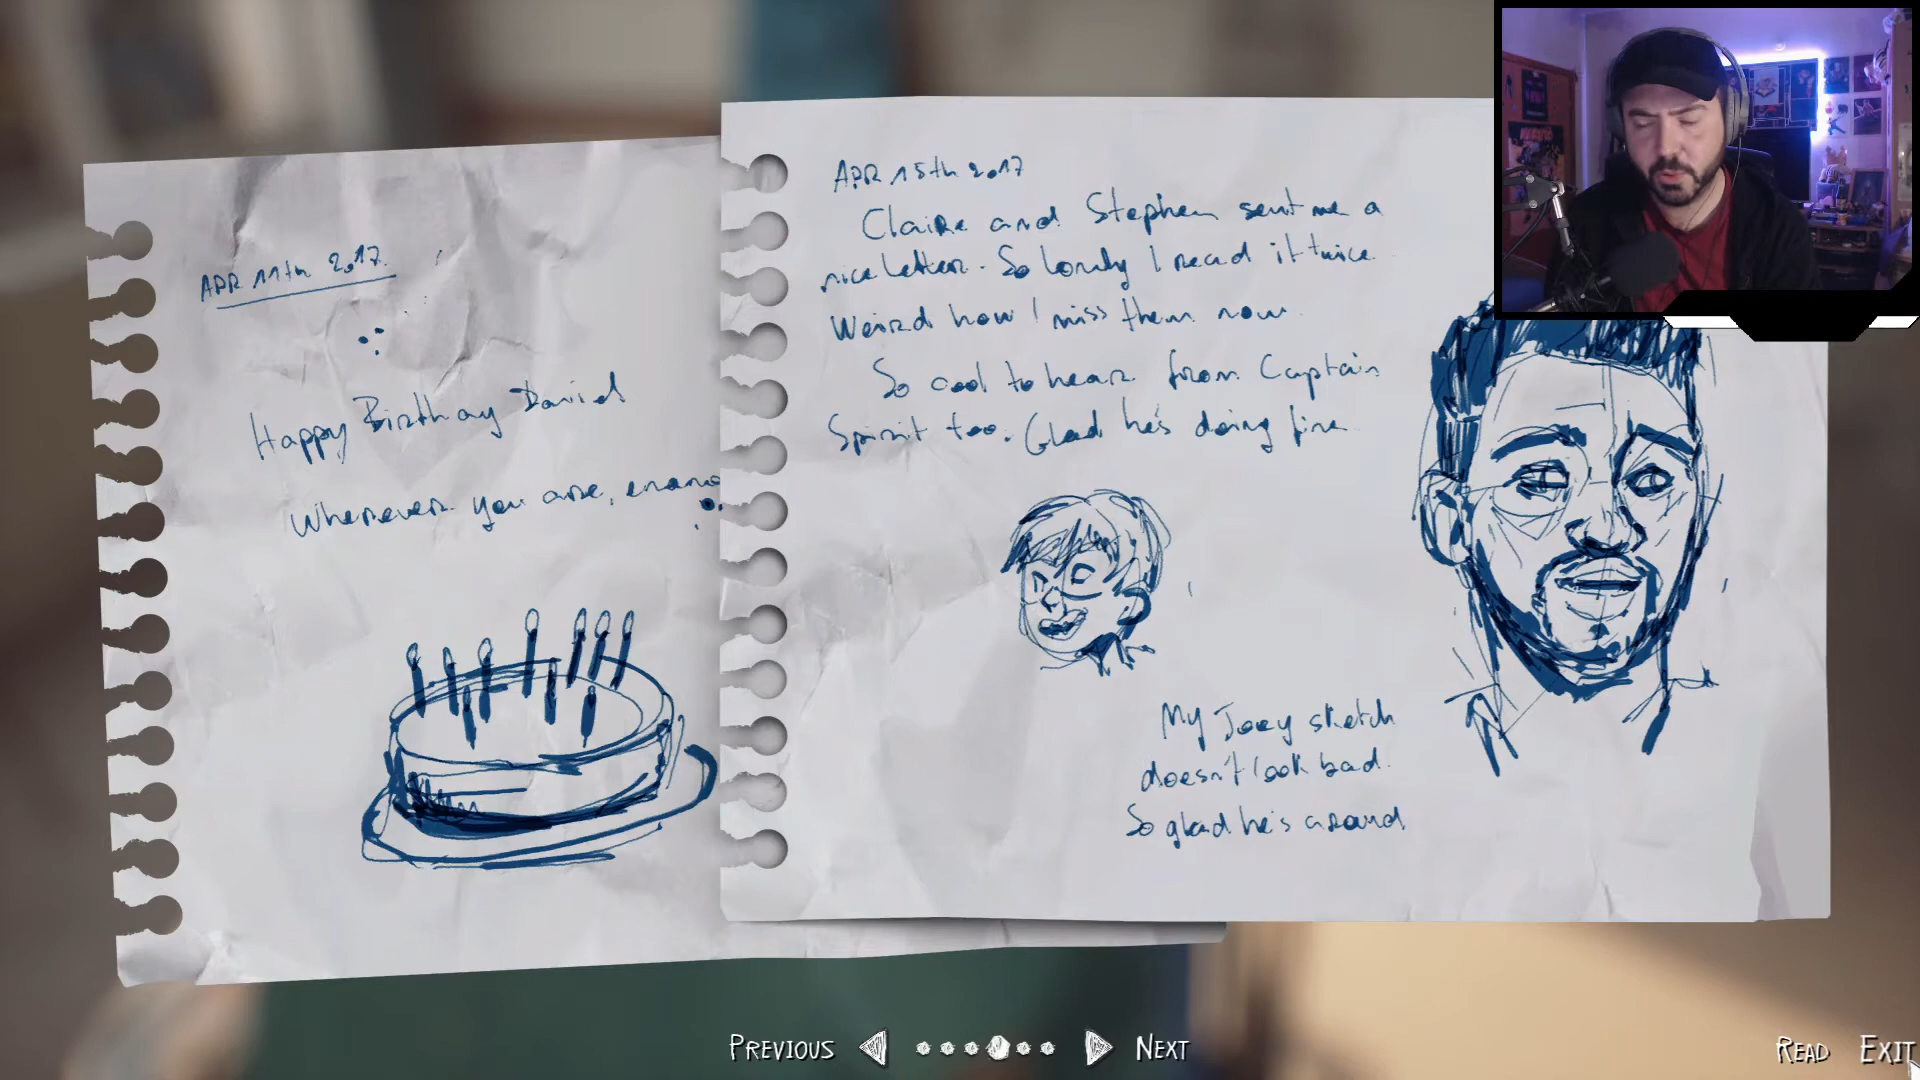 APR 11th 2017
Happy Birthay Daniel
Wherever you are, enano
APR 15th 2017
Claire and Stephen sent me a
nice letter. So lovely I read it twice
Weird how I miss them now.
So cool to hear from Captain
Spirit too. Glad he's doing fine
My Joey sketch
doesn't look bad.
So glad he's around
PREVIOUS
NEXT
READ
EXIT